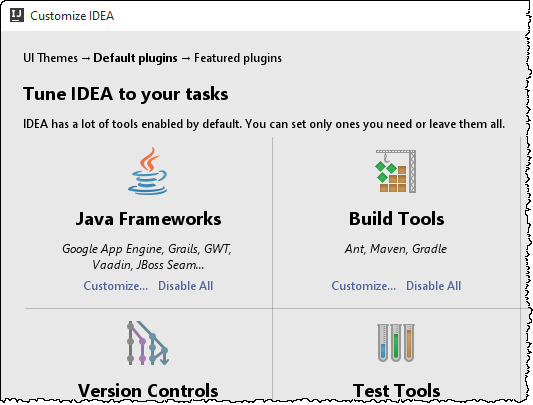 IJ
Customize IDEA
UI Themes → Default plugins → Featured plugins
Tune IDEA to your tasks
IDEA has a lot of tools enabled by default. You can set only ones you need or leave them all.
Java Frameworks
Google App Engine, Grails, GWT,
Vaadin, JBoss Seam...
Customize... Disable All
Build Tools
Ant, Maven, Gradle
Customize... Disable All
Version Controls
Test Tools